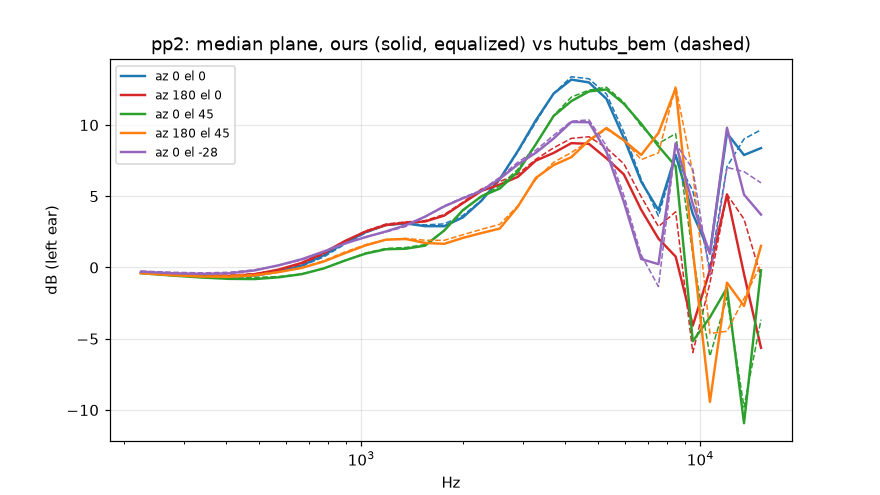 pp2: median plane, ours (solid, equalized) vs hutubs_bem (dashed)
az 0 el 0
az 180 el 0
az 0 el 45
az 180 el 45
az 0 el -28
dB (left ear)
10
5
0
−5
−10
10³
10⁴
Hz